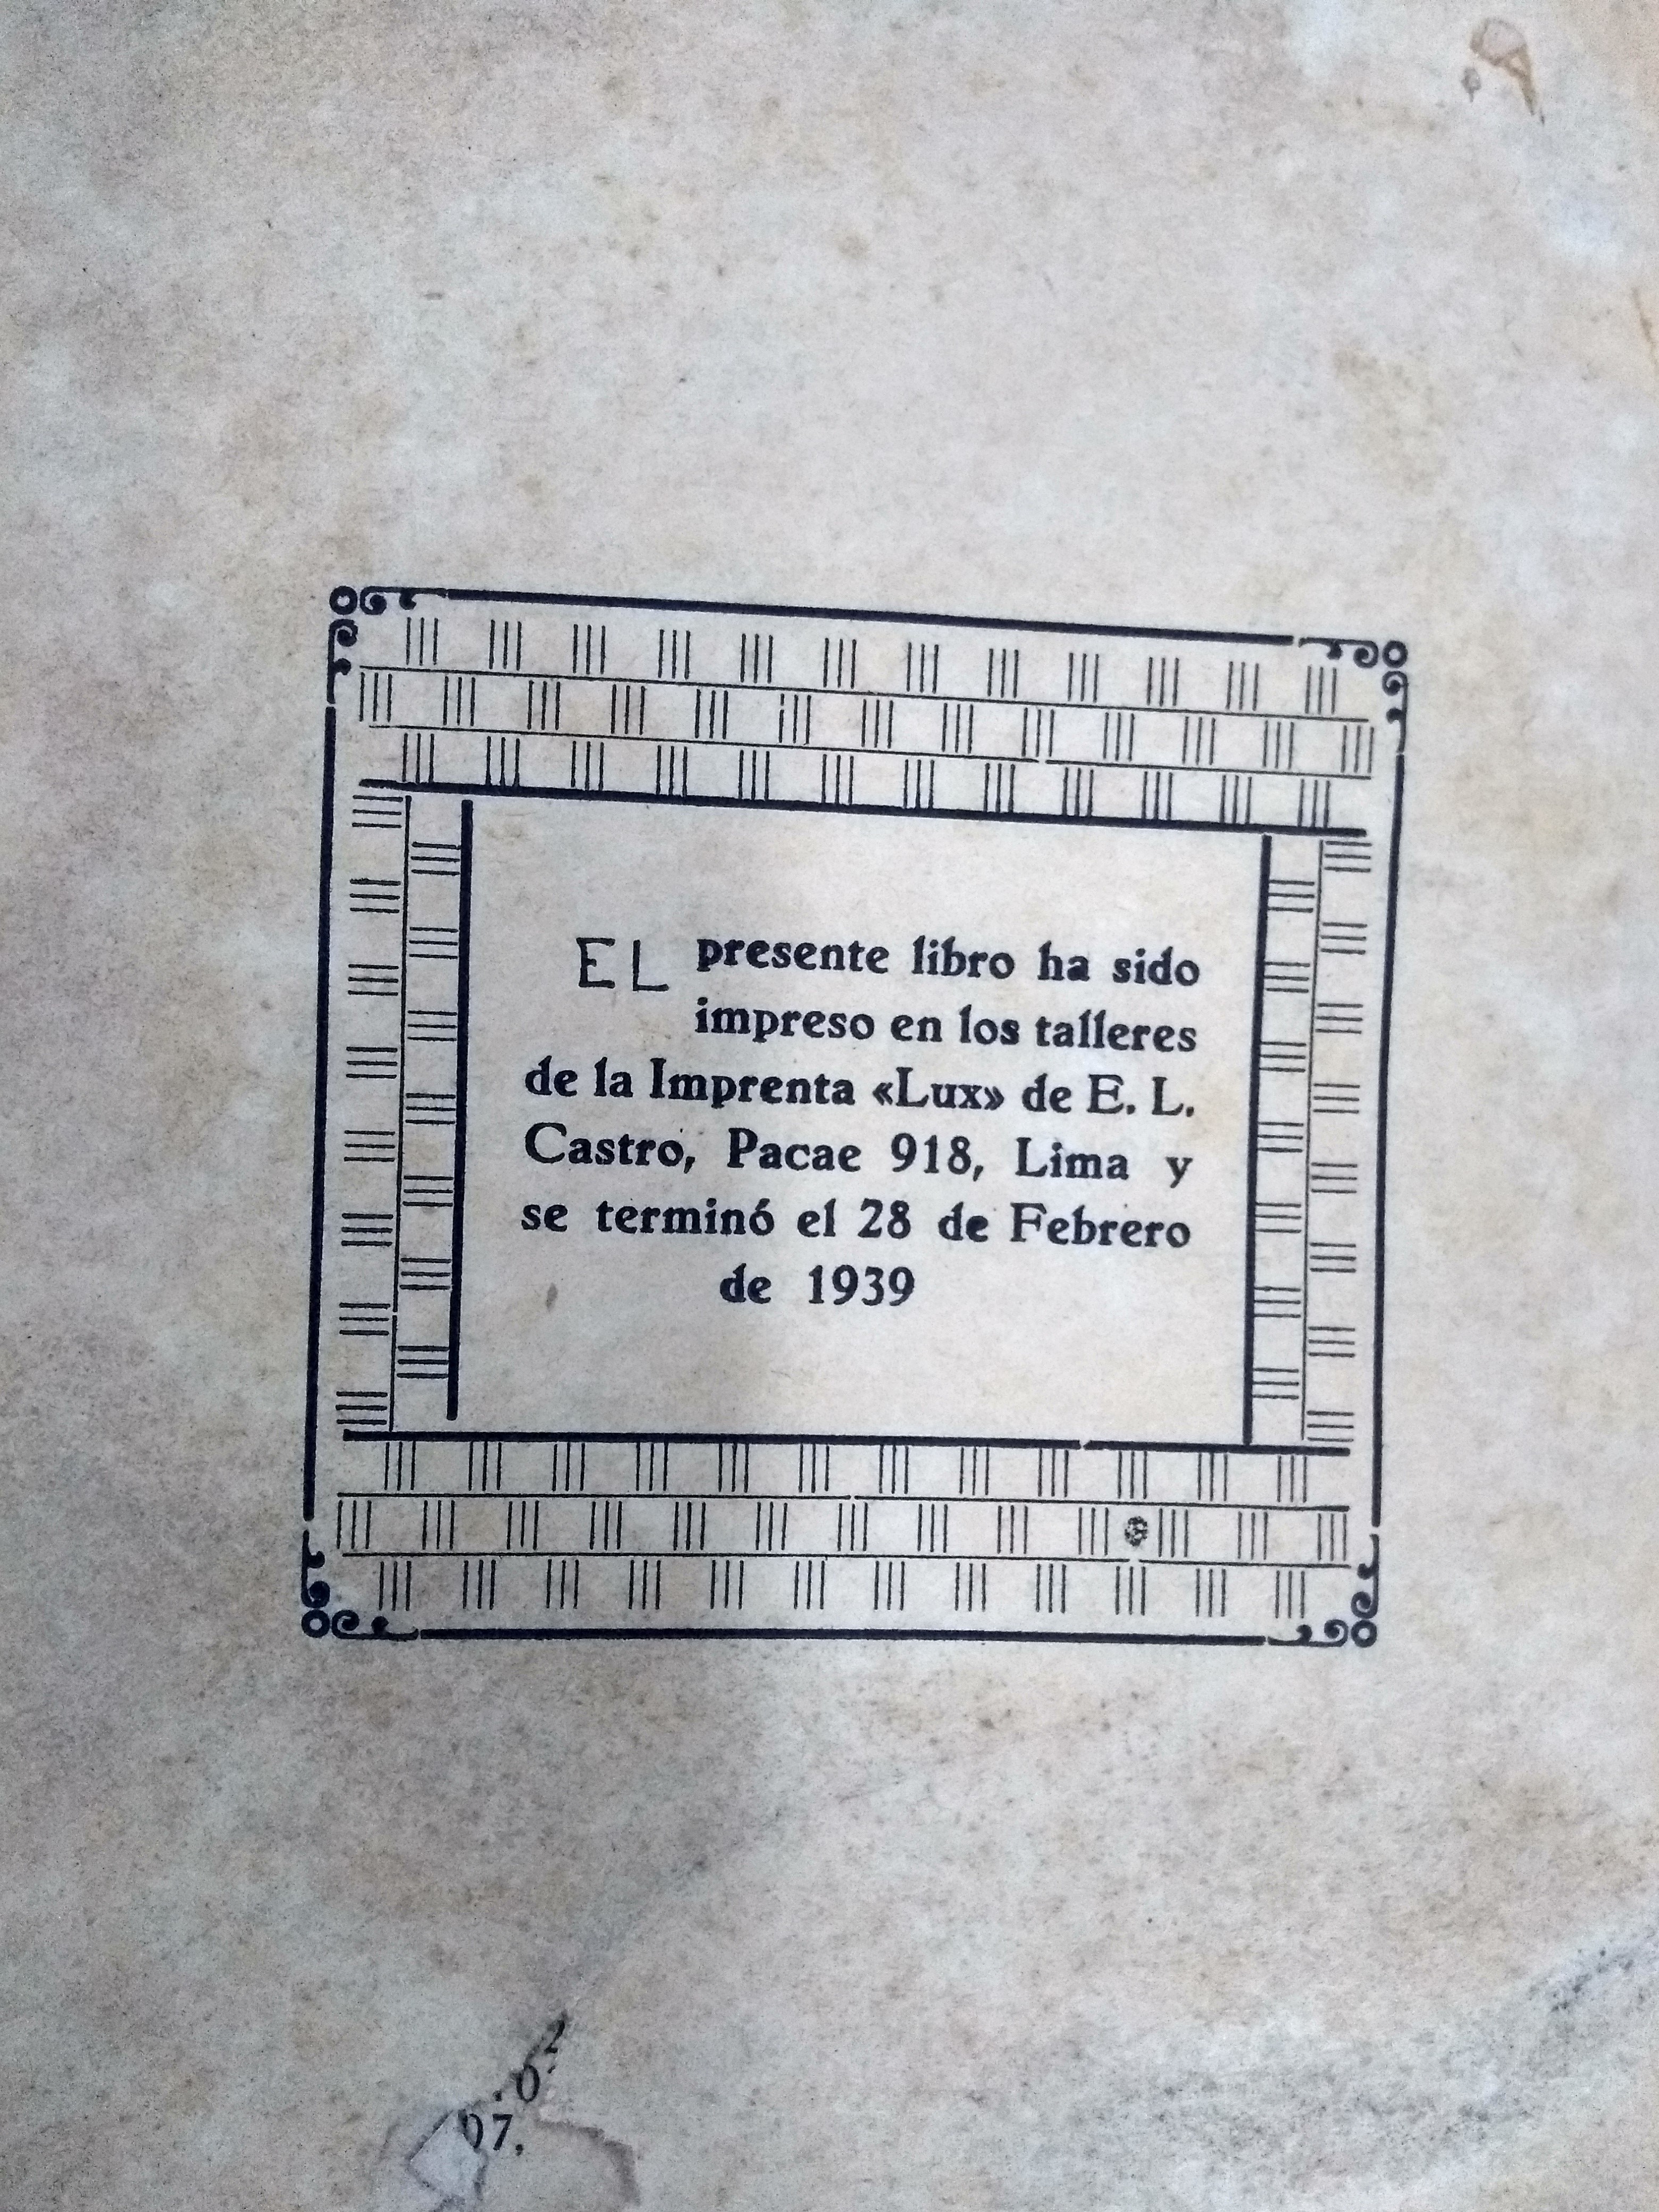 EL presente libro ha sido
impreso en los talleres
de la Imprenta «Lux» de E. L.
Castro, Pacae 918, Lima y
se terminó el 28 de Febrero
de 1939
07,